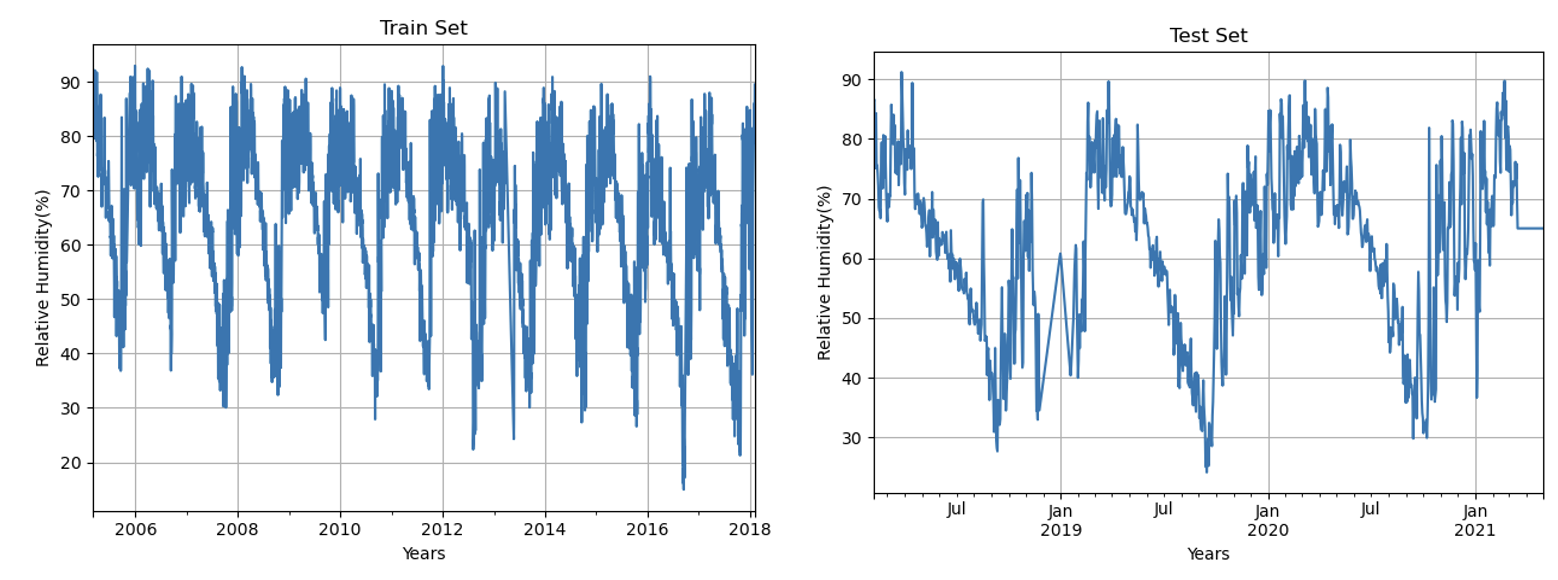 Train Set
Relative Humidity(%)
90
80
70
60
50
40
30
20
2006
2008
2010
2012
2014
2016
2018
Years
Test Set
Relative Humidity(%)
90
80
70
60
50
40
30
Jul
Jan
2019
Jul
Jan
2020
Jul
Jan
2021
Years